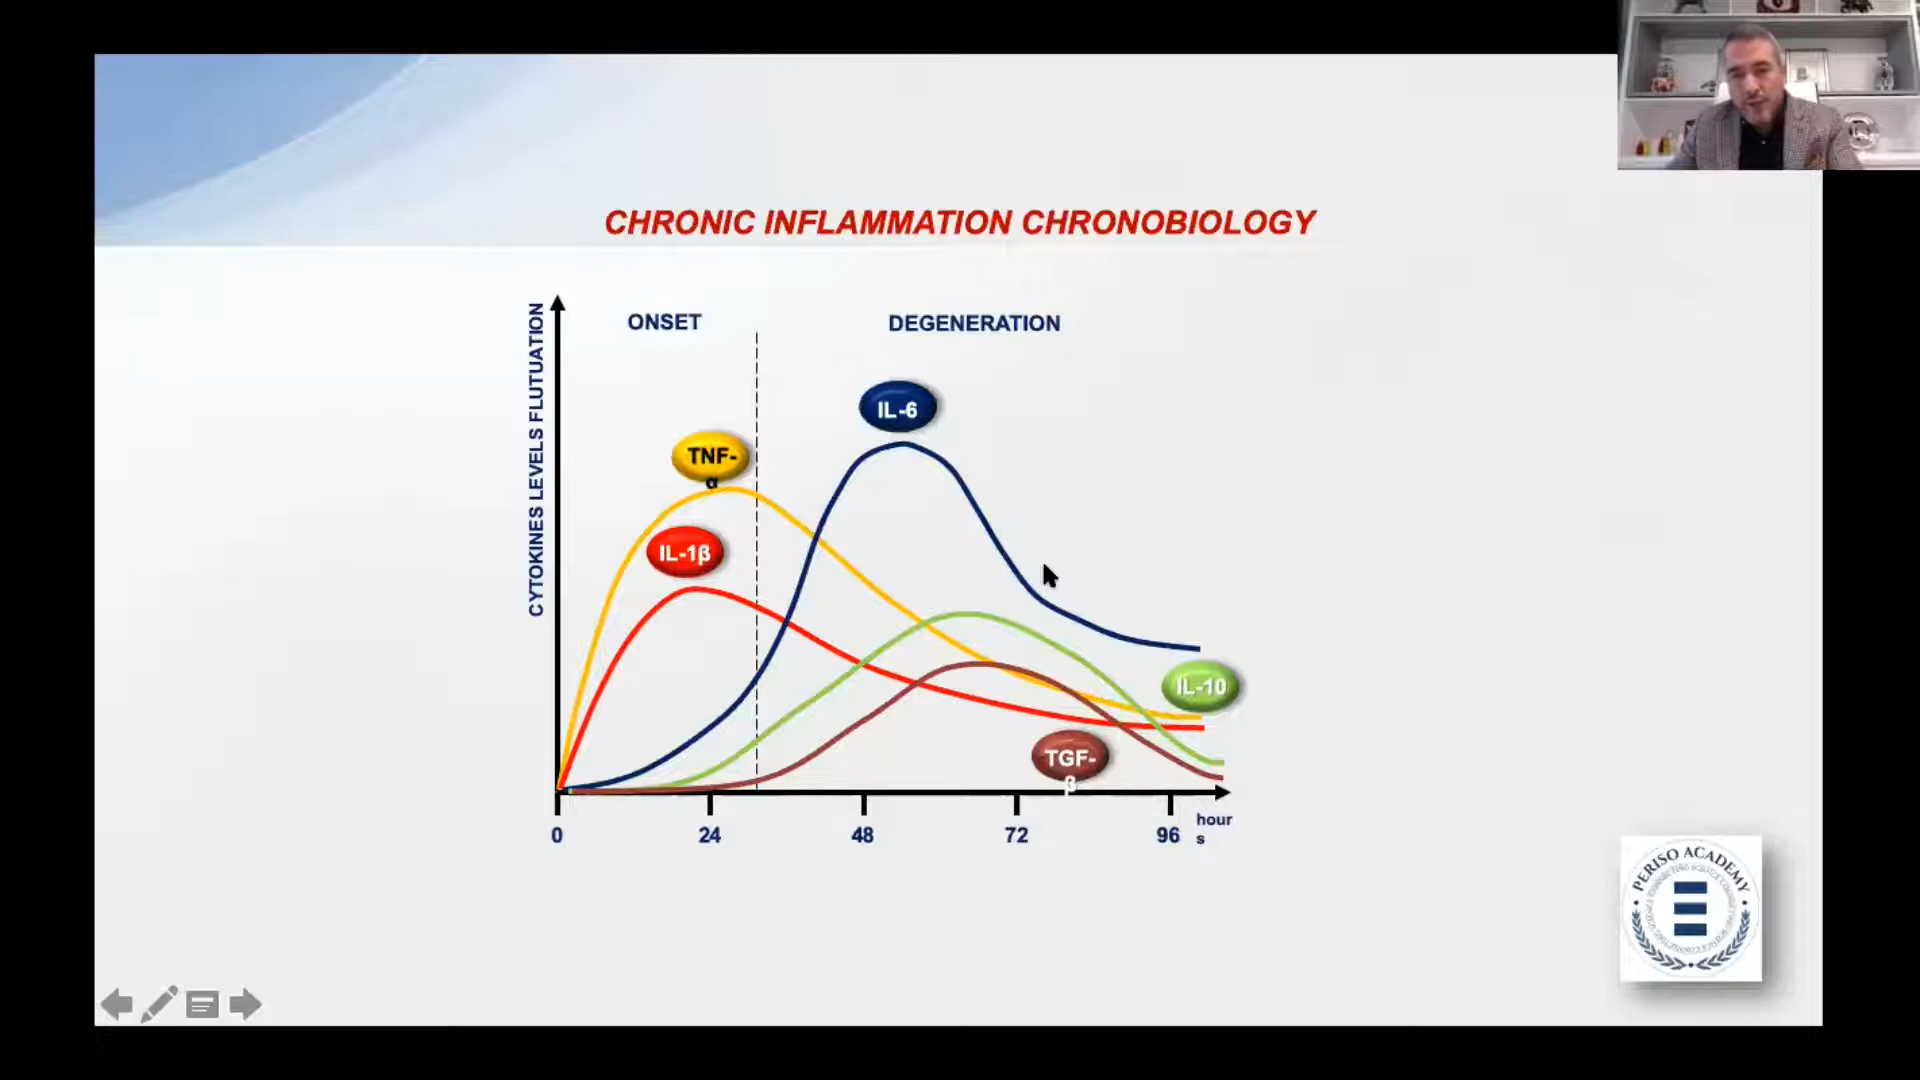 CHRONIC INFLAMMATION CHRONOBIOLOGY
ONSET
DEGENERATION
CYTOKINES LEVELS FLUTUATION
IL-6
TNF-
α
IL-1β
IL-10
TGF-
β
0
24
48
72
96
hour
s
PERISO ACADEMY